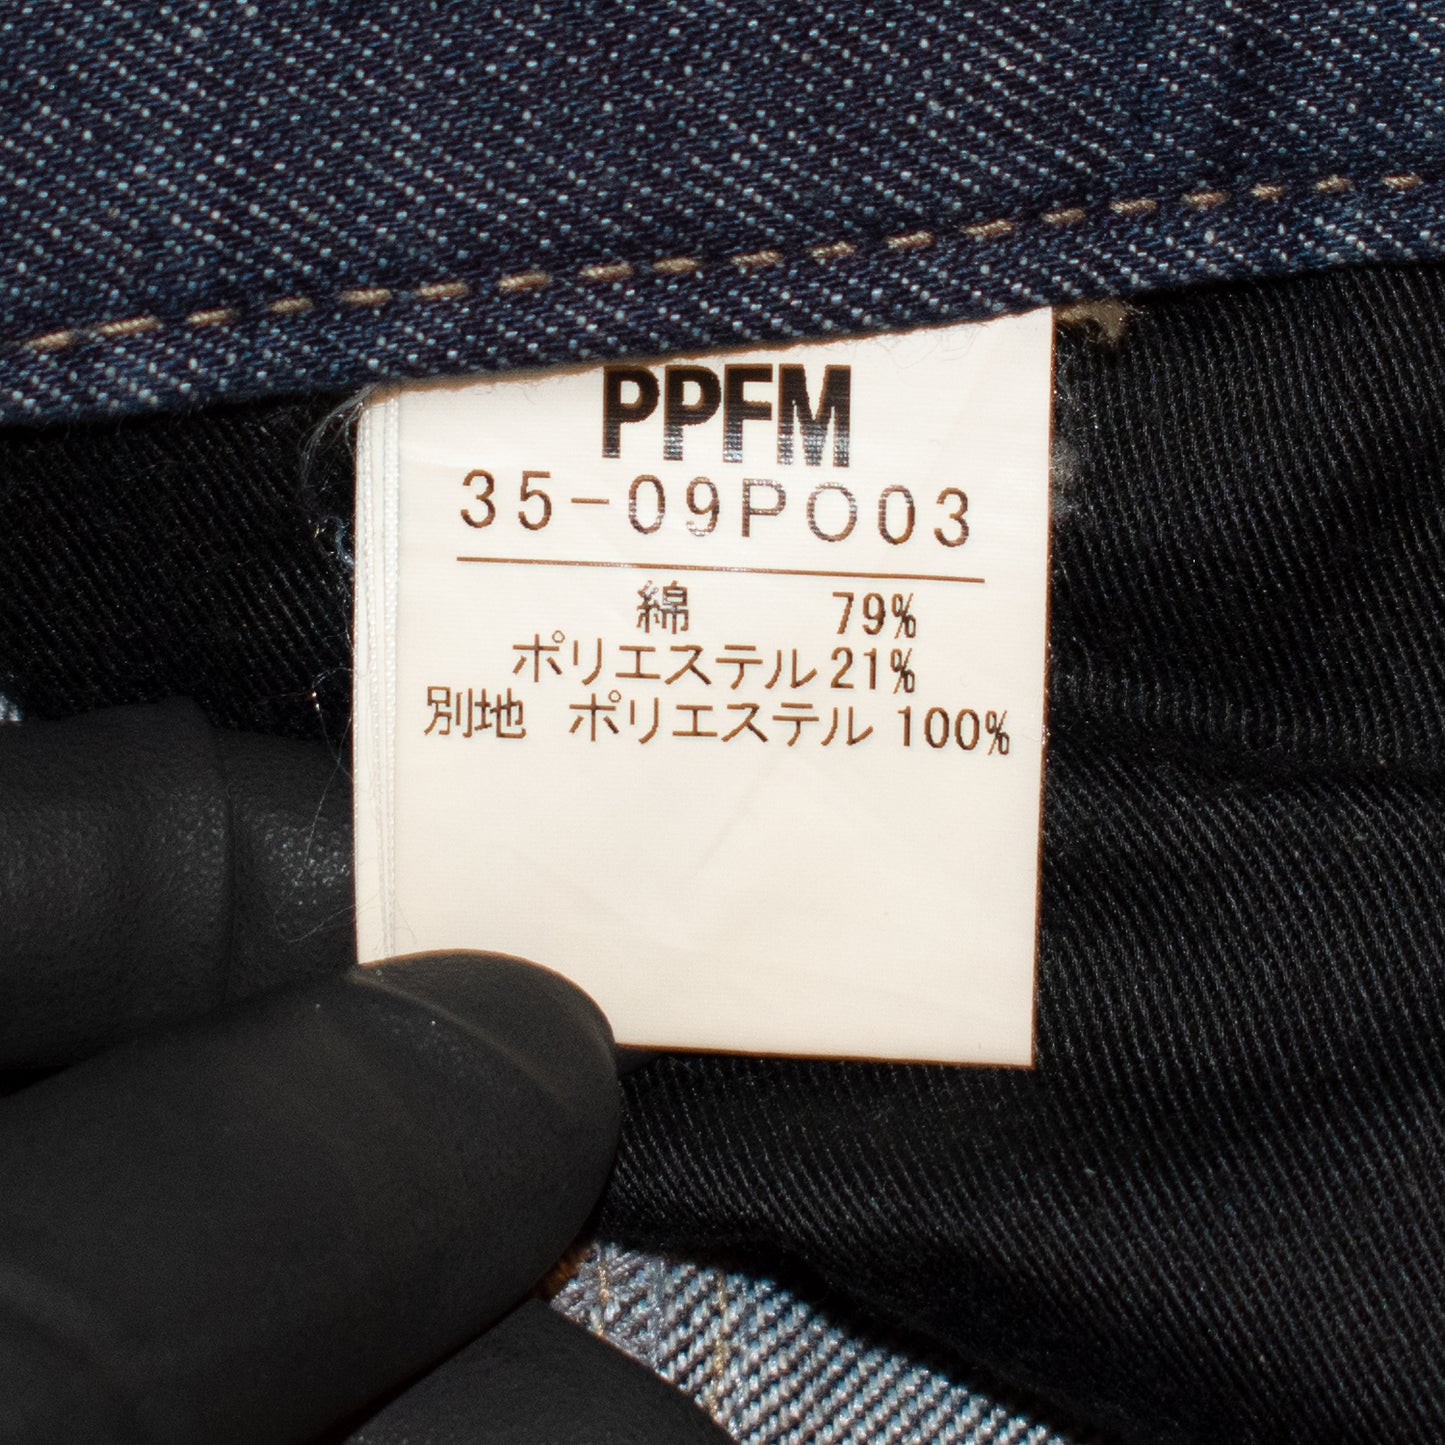 PPFM
35-09PO03
綿 79%
ポリエステル 21%
別地 ポリエステル 100%